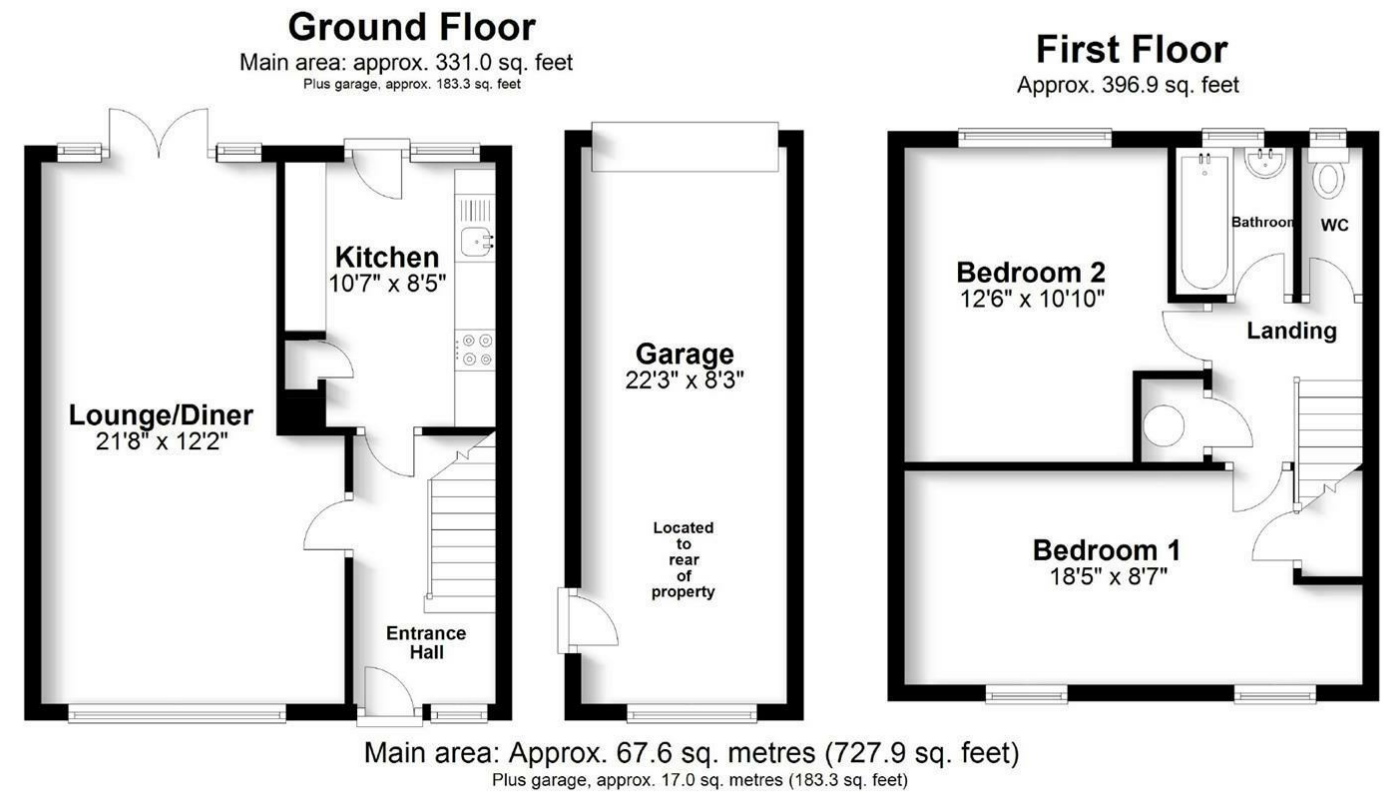 Ground Floor
Main area: approx. 331.0 sq. feet
Plus garage, approx. 183.3 sq. feet
First Floor
Approx. 396.9 sq. feet
Kitchen
10'7" x 8'5"
Lounge/Diner
21'8" x 12'2"
Entrance
Hall
Garage
22'3" x 8'3"
Located
to
rear
of
property
Bedroom 2
12'6" x 10'10"
Bathroom
WC
Landing
Bedroom 1
18'5" x 8'7"
Main area: Approx. 67.6 sq. metres (727.9 sq. feet)
Plus garage, approx. 17.0 sq. metres (183.3 sq. feet)